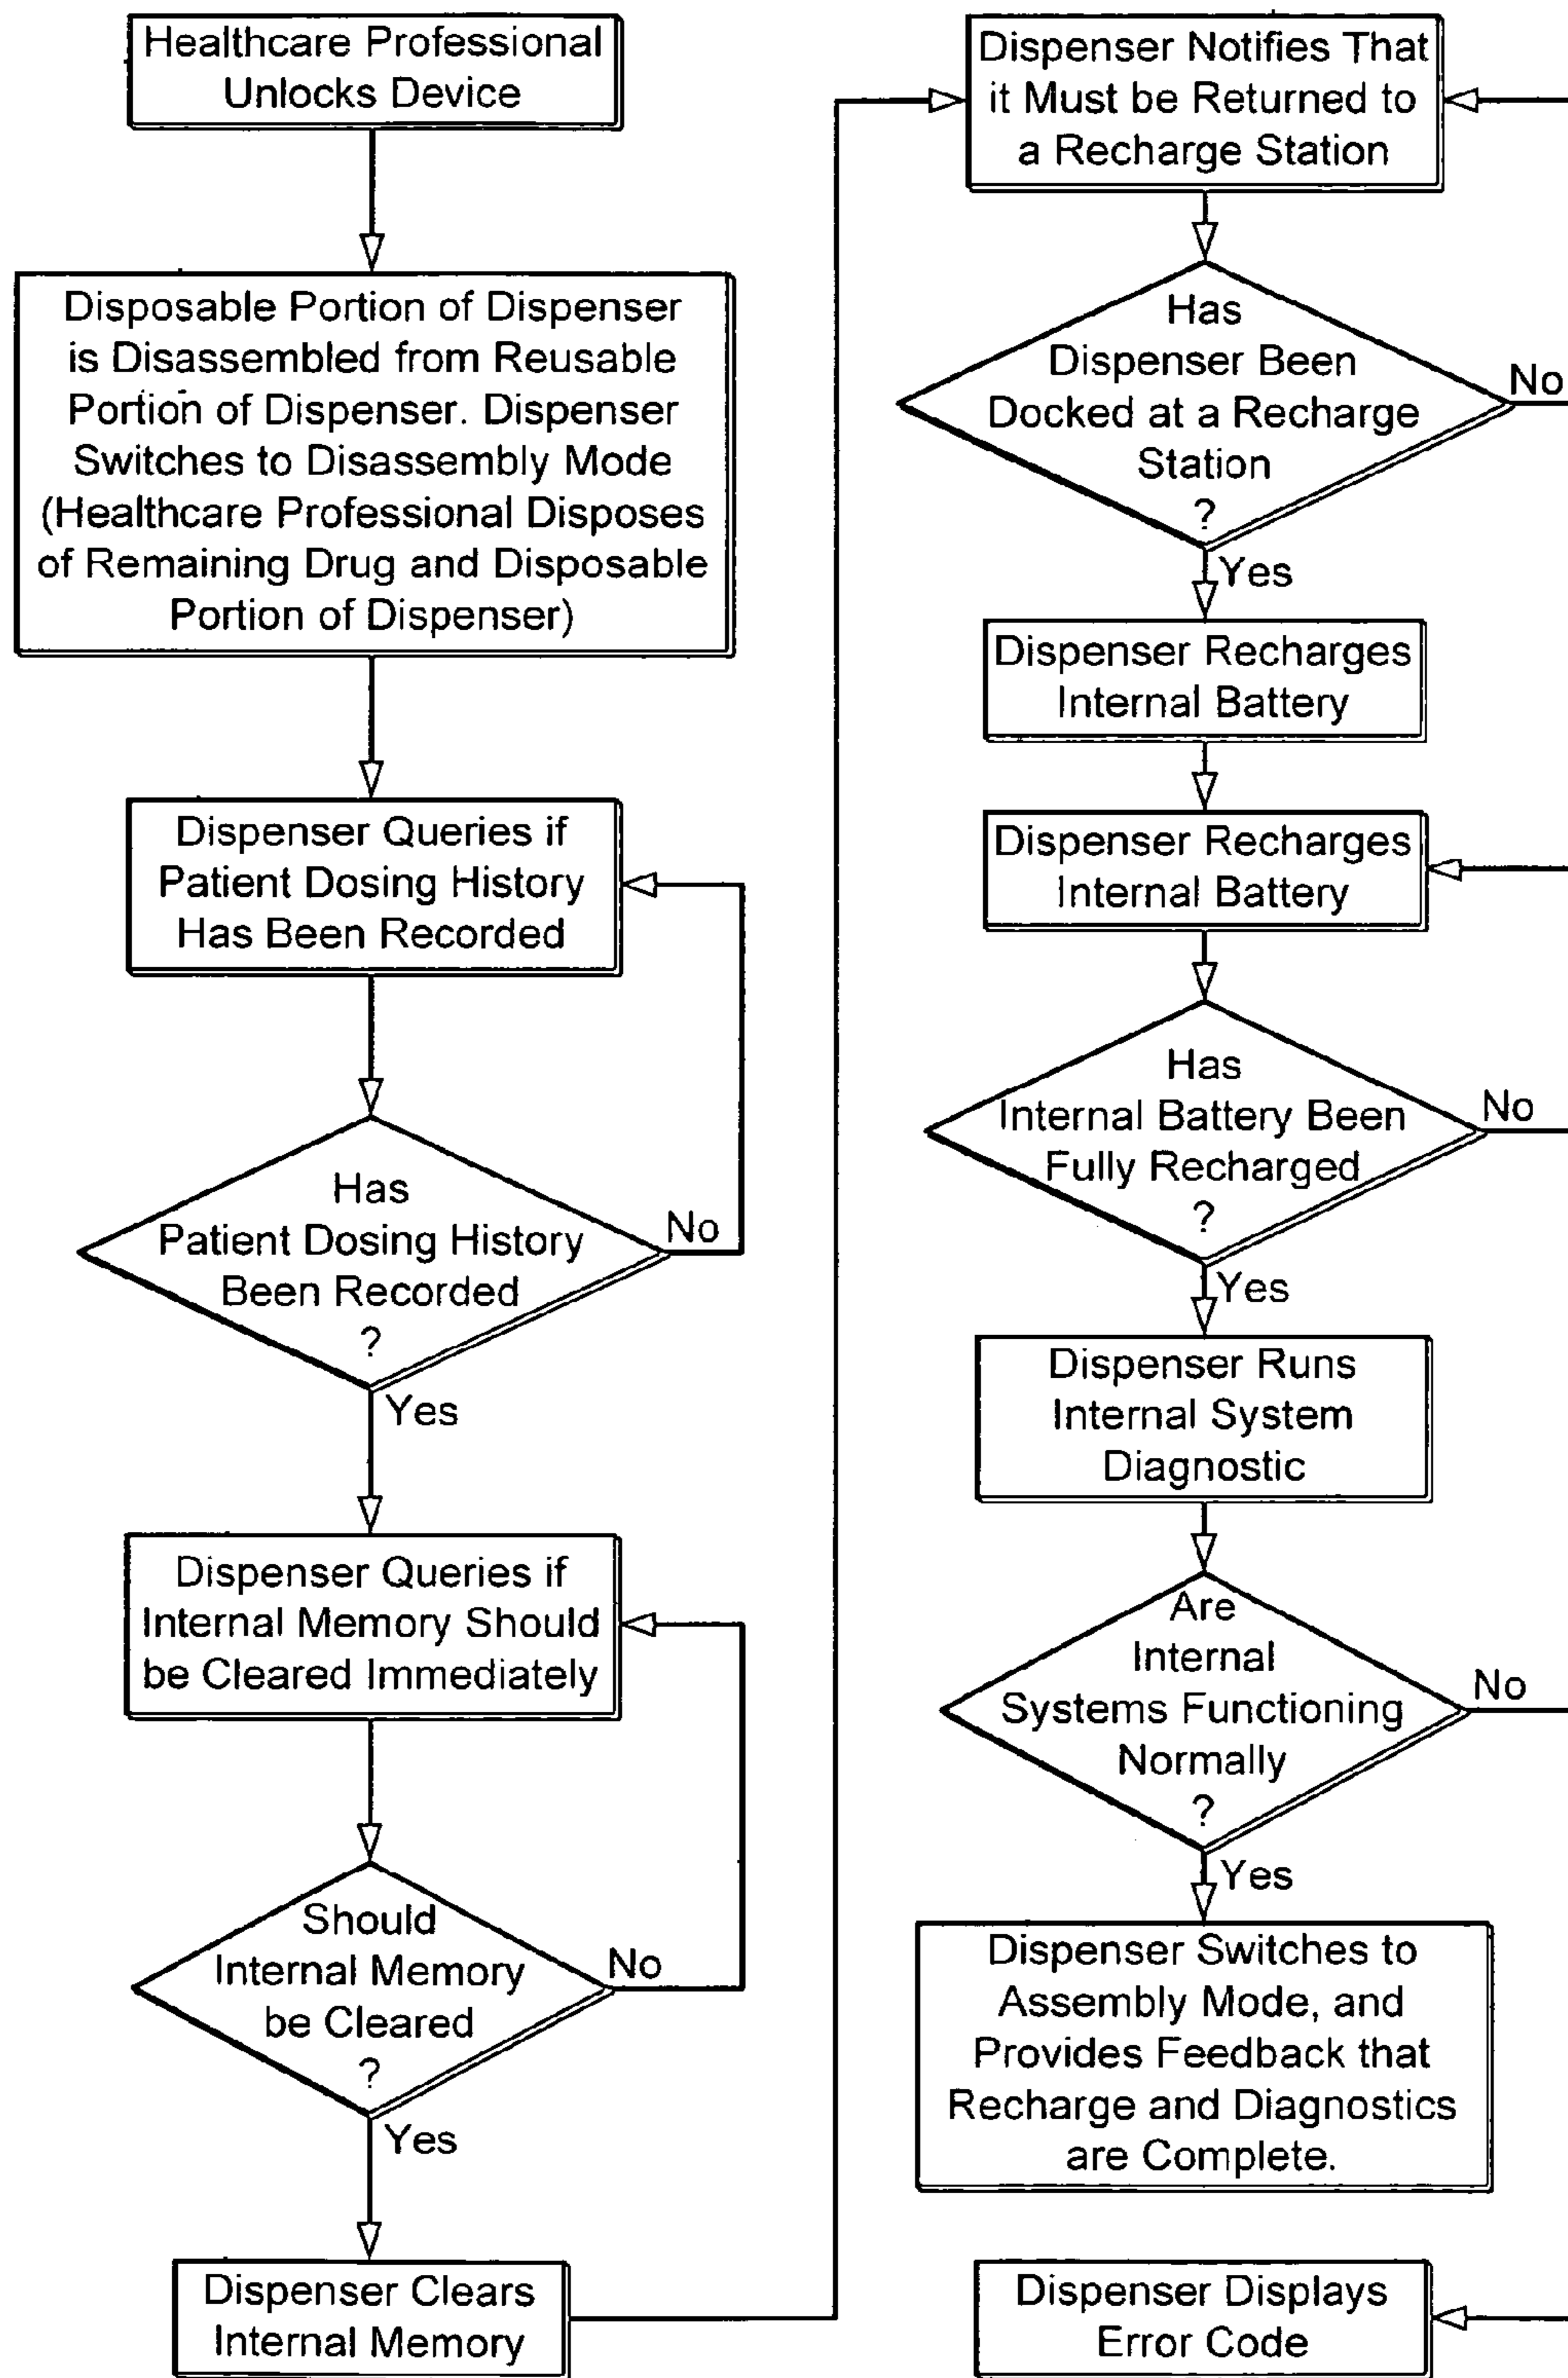 Healthcare Professional
Unlocks Device
Disposable Portion of Dispenser
is Disassembled from Reusable
Portion of Dispenser. Dispenser
Switches to Disassembly Mode
(Healthcare Professional Disposes
of Remaining Drug and Disposable
Portion of Dispenser)
Dispenser Queries if
Patient Dosing History
Has Been Recorded
Has
Patient Dosing History
Been Recorded
?
No
Yes
Dispenser Queries if
Internal Memory Should
be Cleared Immediately
Should
Internal Memory
be Cleared
?
No
Yes
Dispenser Clears
Internal Memory
Dispenser Notifies That
it Must be Returned to
a Recharge Station
Has
Dispenser Been
Docked at a Recharge
Station
?
No
Yes
Dispenser Recharges
Internal Battery
Dispenser Recharges
Internal Battery
Has
Internal Battery Been
Fully Recharged
?
No
Yes
Dispenser Runs
Internal System
Diagnostic
Are
Internal
Systems Functioning
Normally
?
No
Yes
Dispenser Switches to
Assembly Mode, and
Provides Feedback that
Recharge and Diagnostics
are Complete.
Dispenser Displays
Error Code